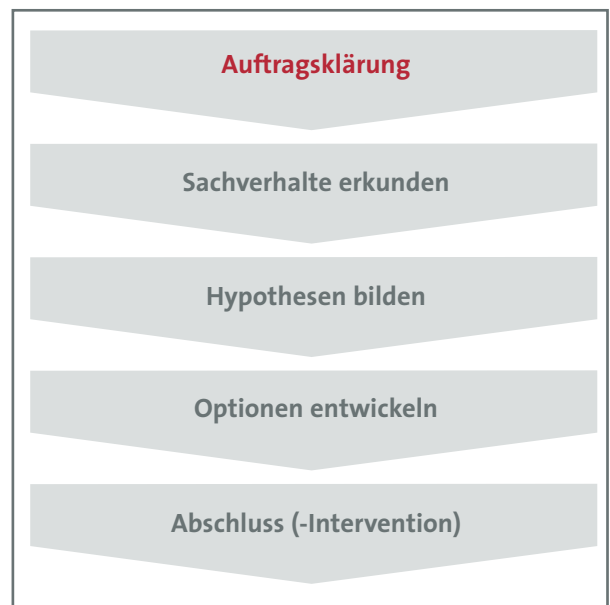 Auftragsklärung
Sachverhalte erkunden
Hypothesen bilden
Optionen entwickeln
Abschluss (-Intervention)